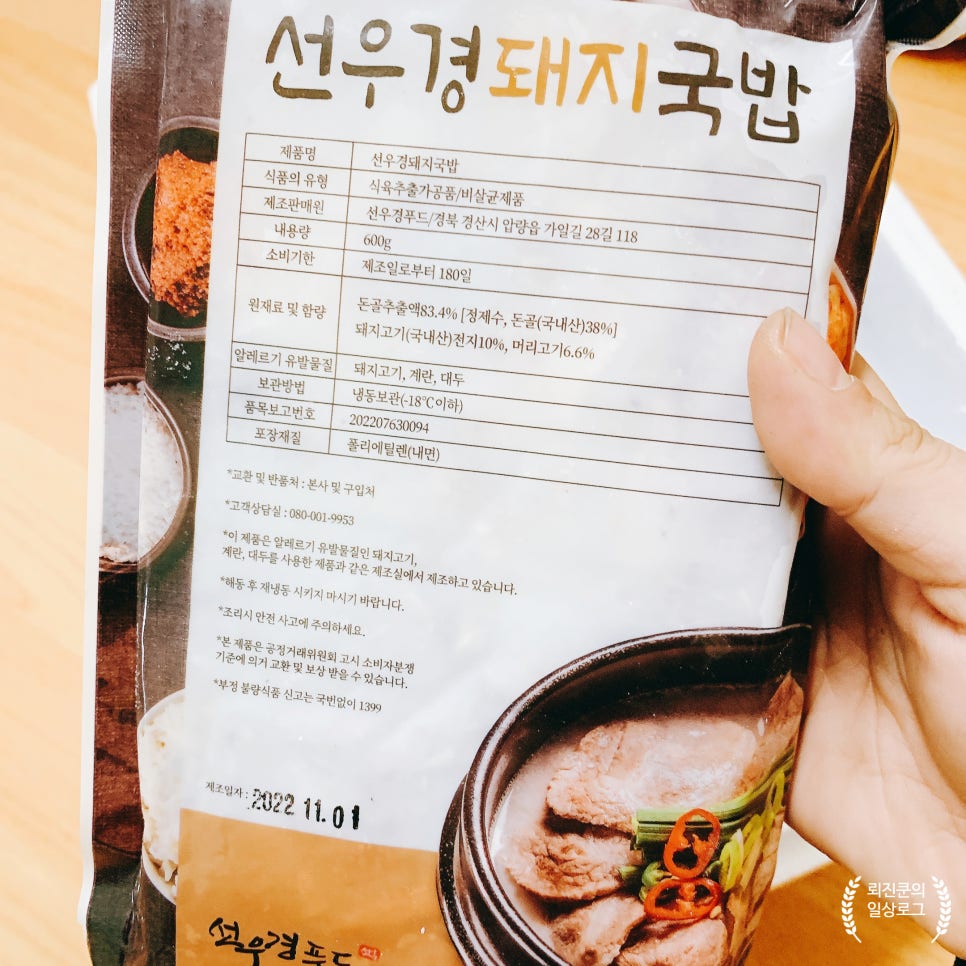 선우경돼지국밥
제품명 선우경돼지국밥
식품의 유형 식육추출가공품/비살균제품
제조판매원 선우경푸드/경북 경산시 압량읍 가일길 28길 118
내용량 600g
소비기한 제조일로부터 180일
원재료 및 함량 돈골추출액83.4% [정제수, 돈골(국내산)38%]
돼지고기(국내산)전지10%, 머리고기6.6%
알레르기 유발물질 돼지고기, 계란, 대두
보관방법 냉동보관(-18℃이하)
품목보고번호 202207630094
포장재질 폴리에틸렌(내면)
*교환 및 반품처 : 본사 및 구입처
*고객상담실 : 080-001-9953
*이 제품은 알레르기 유발물질인 돼지고기,
계란, 대두를 사용한 제품과 같은 제조실에서 제조하고 있습니다.
*해동 후 재냉동 시키지 마시기 바랍니다.
*조리시 안전 사고에 주의하세요.
*본 제품은 공정거래위원회 고시 소비자분쟁
기준에 의거 교환 및 보상 받을 수 있습니다.
*부정 불량식품 신고는 국번없이 1399
제조일자 : 2022 11. 01
선우경푸드
뢰진쿤의
일상로그